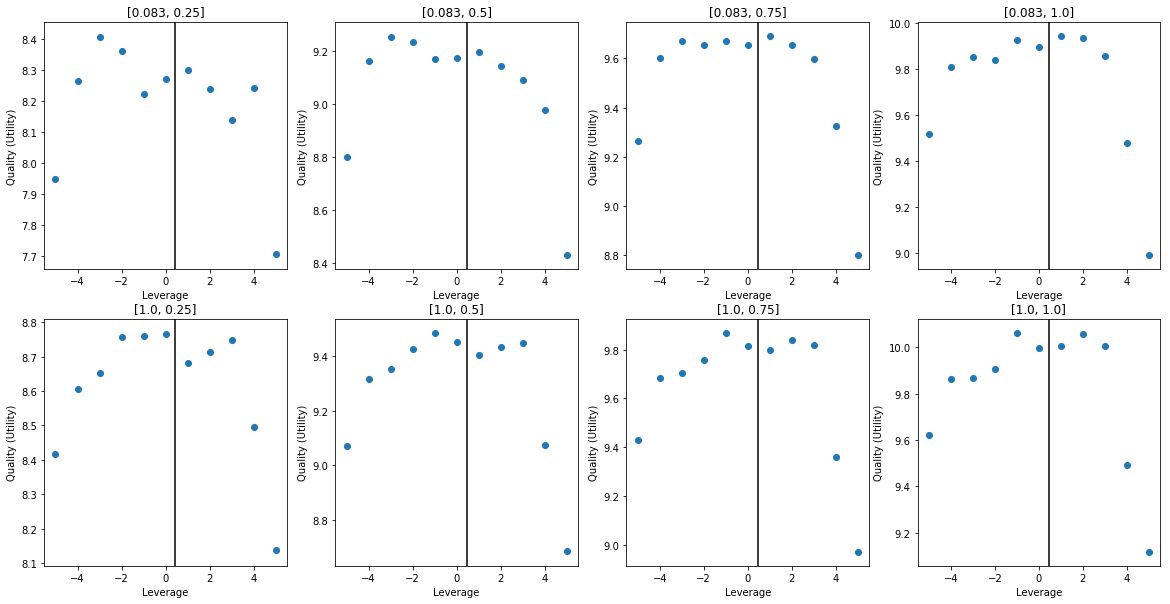 [0.083, 0.25]
Quality (Utility)
8.4
8.3
8.2
8.1
8.0
7.9
7.8
7.7
−4 −2 0 2 4
Leverage
[0.083, 0.5]
Quality (Utility)
9.2
9.0
8.8
8.6
8.4
−4 −2 0 2 4
Leverage
[0.083, 0.75]
Quality (Utility)
9.6
9.4
9.2
9.0
8.8
−4 −2 0 2 4
Leverage
[0.083, 1.0]
Quality (Utility)
10.0
9.8
9.6
9.4
9.2
9.0
−4 −2 0 2 4
Leverage
[1.0, 0.25]
Quality (Utility)
8.8
8.7
8.6
8.5
8.4
8.3
8.2
8.1
−4 −2 0 2 4
Leverage
[1.0, 0.5]
Quality (Utility)
9.4
9.2
9.0
8.8
−4 −2 0 2 4
Leverage
[1.0, 0.75]
Quality (Utility)
9.8
9.6
9.4
9.2
9.0
−4 −2 0 2 4
Leverage
[1.0, 1.0]
Quality (Utility)
10.0
9.8
9.6
9.4
9.2
−4 −2 0 2 4
Leverage